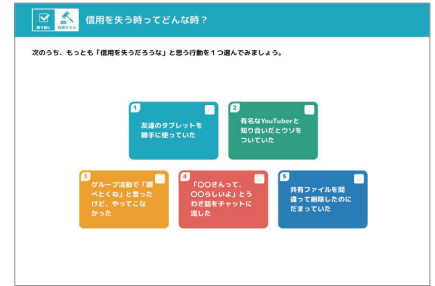 信用を失う時ってどんな時？
次のうち、もっとも「信用を失うだろうな」と思う行動を１つ選んでみましょう。
1
友達のタブレットを
勝手に使っていた
2
有名なYouTuberと
知り合いだとウソを
ついていた
3
グループ活動で「調
べとくね」と言った
けど、やってこな
かった
4
「〇〇さんって、
〇〇らしいよ」とう
わさ話をチャットに
流した
5
共有ファイルを間
違って削除したのに
だまっていた